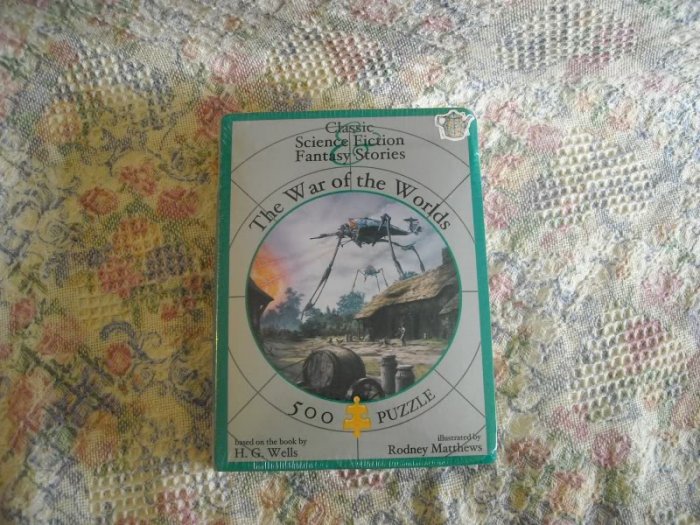 Classic
Science Fiction
&
Fantasy Stories
The War of the Worlds
500 PUZZLE
based on the book by
H. G. Wells
illustrated by
Rodney Matthews